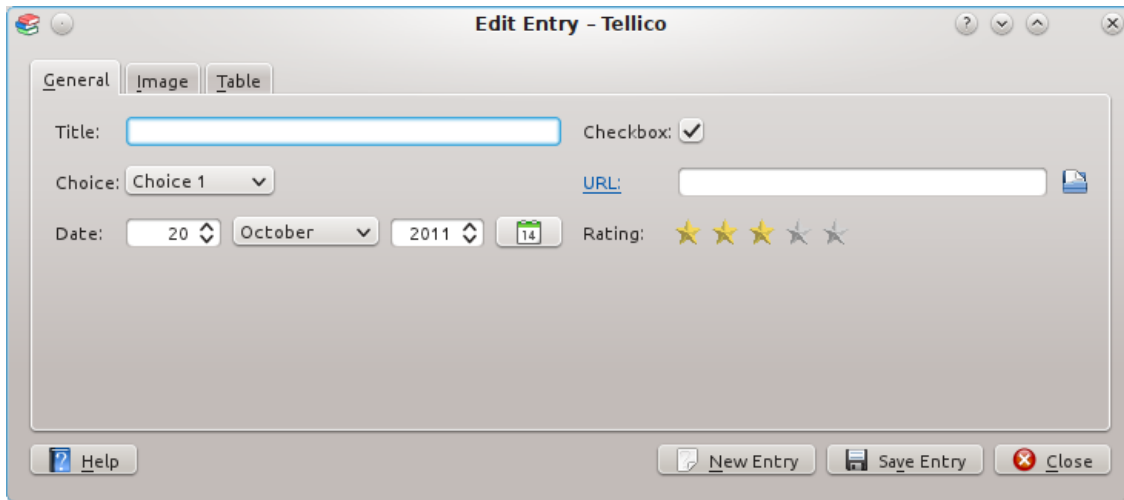 Edit Entry – Tellico
General Image Table
Title: Checkbox:
Choice: Choice 1 URL:
Date: 20 October 2011 14 Rating:
Help New Entry Save Entry Close